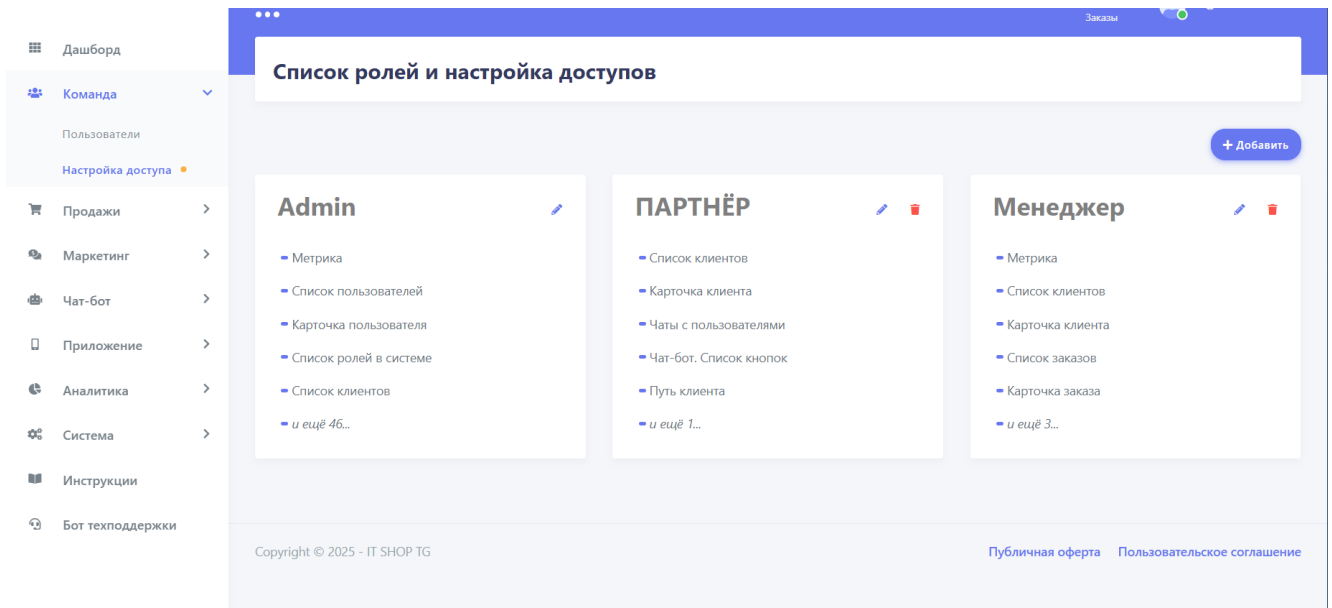 Заказы
Дашборд
Команда
Пользователи
Настройка доступа
Продажи
Маркетинг
Чат-бот
Приложение
Аналитика
Система
Инструкции
Бот техподдержки
Список ролей и настройка доступов
+ Добавить
Admin
Метрика
Список пользователей
Карточка пользователя
Список ролей в системе
Список клиентов
и ещё 46...
ПАРТНЁР
Список клиентов
Карточка клиента
Чаты с пользователями
Чат-бот. Список кнопок
Путь клиента
и ещё 1...
Менеджер
Метрика
Список клиентов
Карточка клиента
Список заказов
Карточка заказа
и ещё 3...
Copyright © 2025 - IT SHOP TG
Публичная оферта Пользовательское соглашение